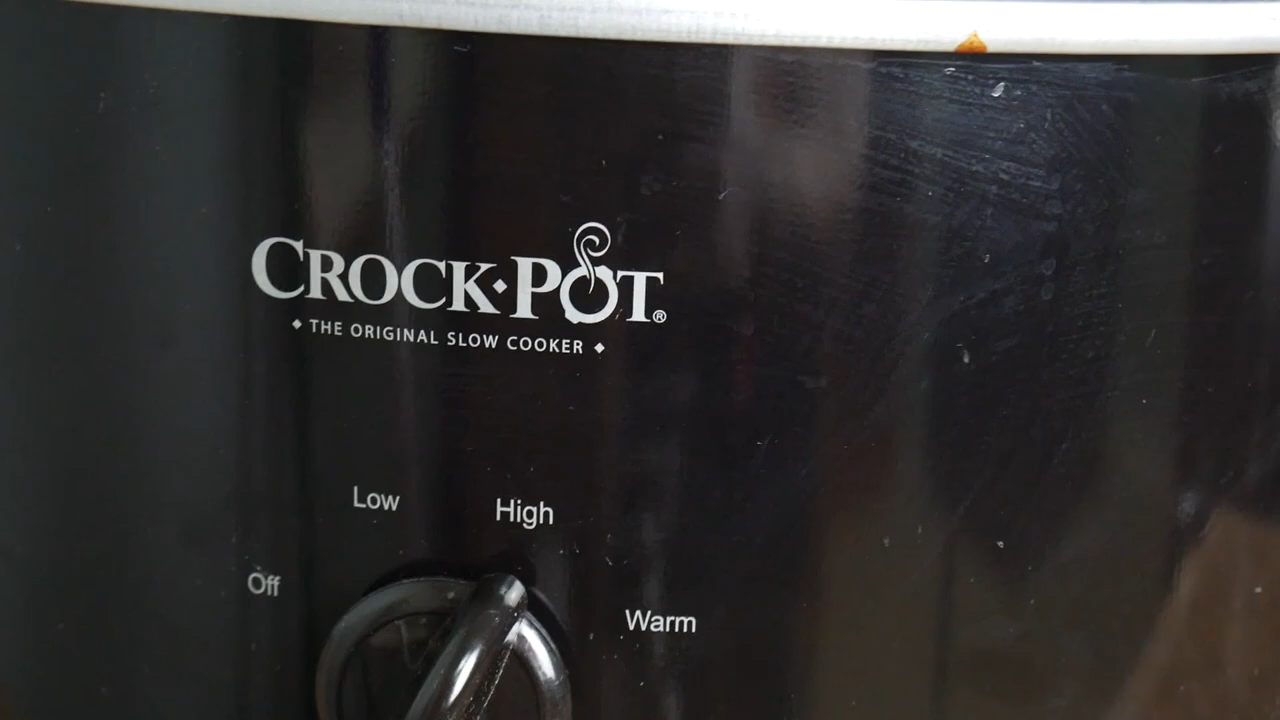 CROCK·POT®
THE ORIGINAL SLOW COOKER
Low
High
Off
Warm